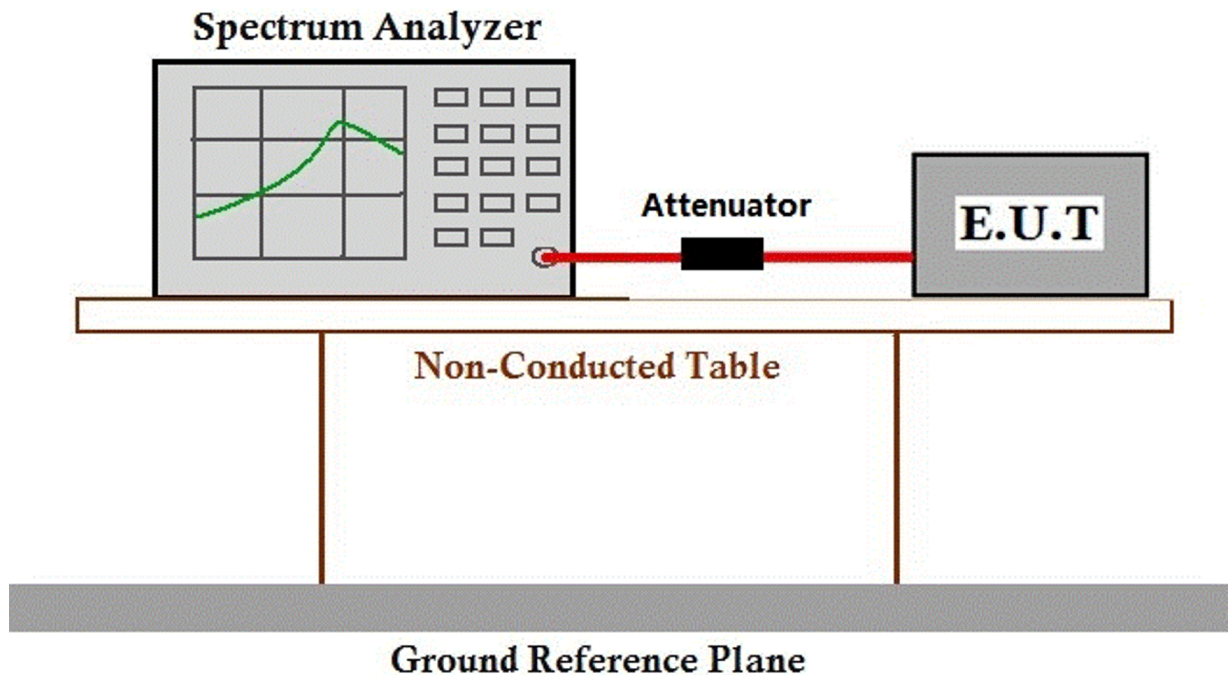 Spectrum Analyzer
Attenuator
E.U.T
Non-Conducted Table
Ground Reference Plane